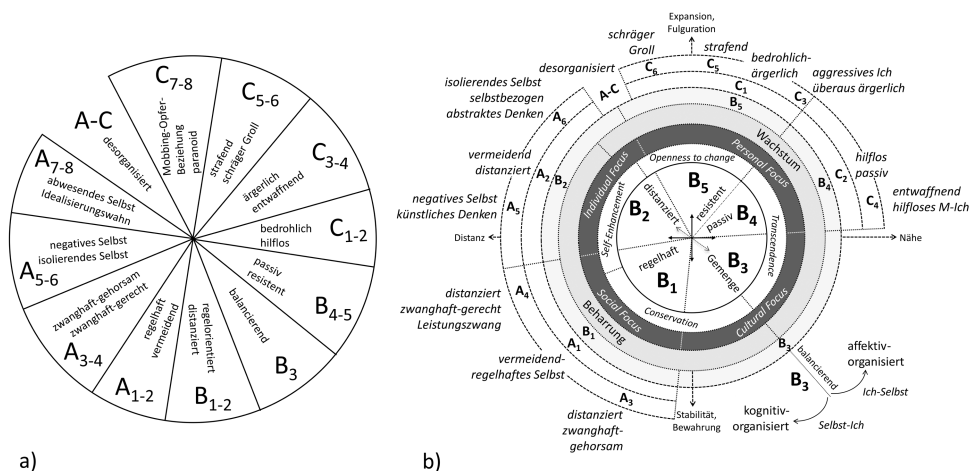 C7-8
Mobbing-Opfer-
Beziehung
paranoid
C5-6
strafend
schräger Groll
C3-4
ärgerlich
entwaffnend
C1-2
bedrohlich
hilflos
B4-5
passiv
resistent
B3
balancierend
B1-2
regelorientiert
distanziert
A1-2
regelhaft
vermeidend
A3-4
zwanghaft-gehorsam
zwanghaft-gerecht
A5-6
negatives Selbst
isolierendes Selbst
A7-8
abwesendes Selbst
Idealisierungswahn
A-C
desorganisiert
a)
Expansion,
Fulguration
schräger
Groll
strafend
desorganisiert
bedrohlich-
ärgerlich
aggressives Ich
überaus ärgerlich
isolierendes Selbst
selbstbezogen
abstraktes Denken
vermeidend
distanziert
hilflos
passiv
negatives Selbst
künstliches Denken
entwaffnend
hilfloses M-Ich
Distanz
Nähe
distanziert
zwanghaft-gerecht
Leistungszwang
vermeidend-
regelhaftes Selbst
distanziert
zwanghaft-
gehorsam
Stabilität,
Bewahrung
A-C
C6
C5
C1
B5
C3
B4
C2
C4
A6
A2
B2
A5
A4
B1
A1
A3
B3
Wachstum
Beharrung
Individual Focus
Personal Focus
Social Focus
Cultural Focus
Openness to change
Self-Enhancement
Transcendence
Conservation
B5
resistent
B4
passiv
B3
Gemenge
B1
regelhaft
B2
distanziert
balancierend
B3
affektiv-
organisiert
Ich-Selbst
kognitiv-
organisiert
Selbst-Ich
b)